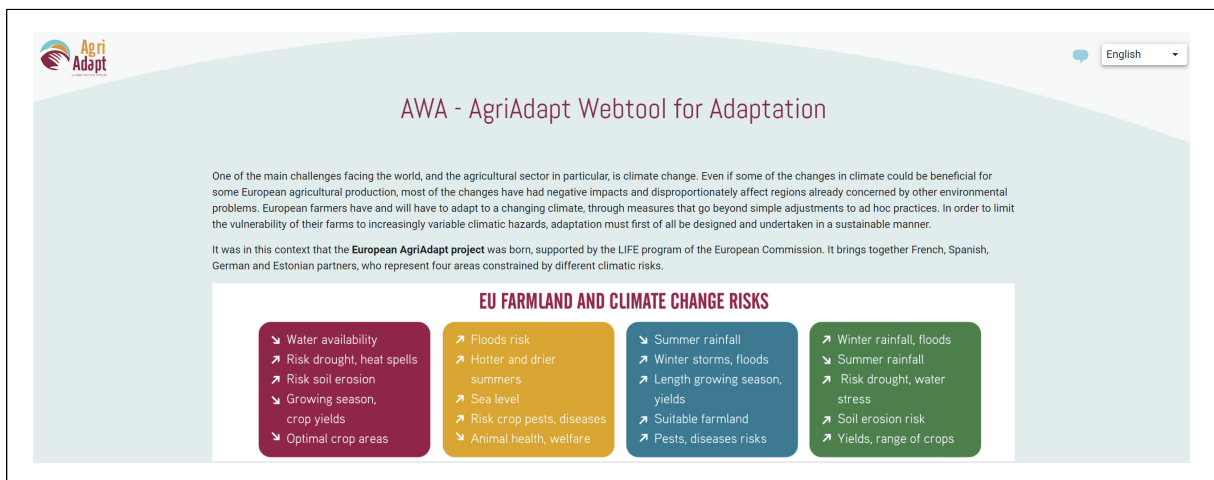 Agri
Adapt
English
AWA - AgriAdapt Webtool for Adaptation
One of the main challenges facing the world, and the agricultural sector in particular, is climate change. Even if some of the changes in climate could be beneficial for
some European agricultural production, most of the changes have had negative impacts and disproportionately affect regions already concerned by other environmental
problems. European farmers have and will have to adapt to a changing climate, through measures that go beyond simple adjustments to ad hoc practices. In order to limit
the vulnerability of their farms to increasingly variable climatic hazards, adaptation must first of all be designed and undertaken in a sustainable manner.
It was in this context that the European AgriAdapt project was born, supported by the LIFE program of the European Commission. It brings together French, Spanish,
German and Estonian partners, who represent four areas constrained by different climatic risks.
EU FARMLAND AND CLIMATE CHANGE RISKS
↘ Water availability
↗ Risk drought, heat spells
↗ Risk soil erosion
↘ Growing season,
crop yields
↘ Optimal crop areas
↗ Floods risk
↗ Hotter and drier
summers
↗ Sea level
↗ Risk crop pests, diseases
↘ Animal health, welfare
↘ Summer rainfall
↗ Winter storms, floods
↗ Length growing season,
yields
↗ Suitable farmland
↗ Pests, diseases risks
↗ Winter rainfall, floods
↘ Summer rainfall
↗ Risk drought, water
stress
↗ Soil erosion risk
↗ Yields, range of crops